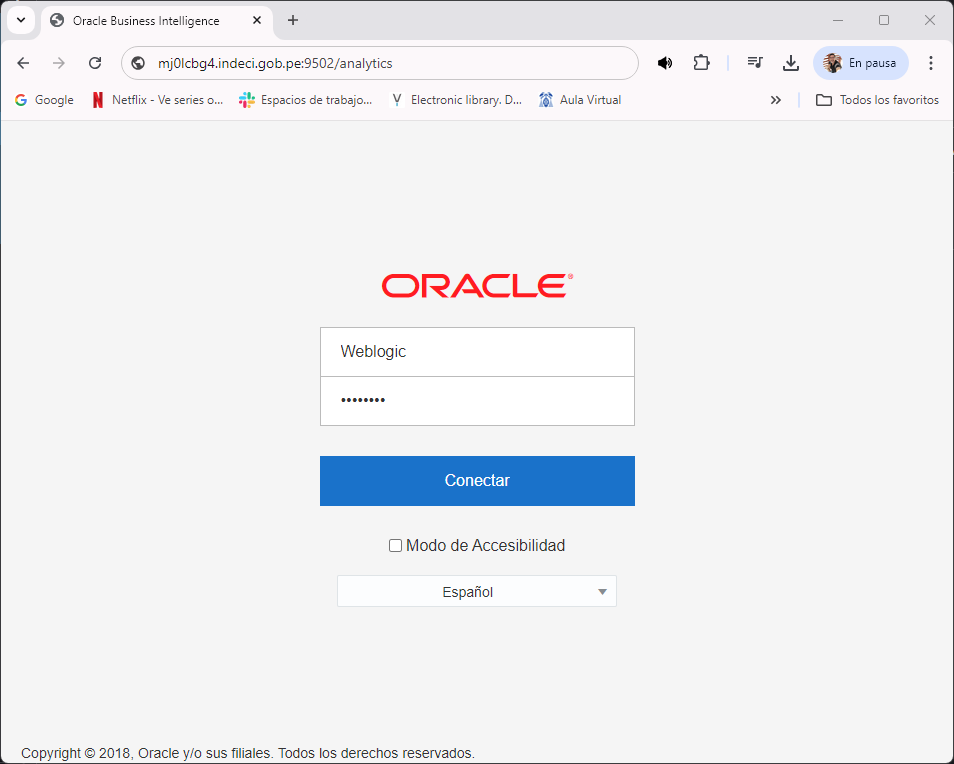 Oracle Business Intelligence
mj0lcbg4.indeci.gob.pe:9502/analytics
En pausa
Google
Netflix - Ve series o...
Espacios de trabajo...
Electronic library. D...
Aula Virtual
Todos los favoritos
ORACLE®
Weblogic
••••••••
Conectar
Modo de Accesibilidad
Español
Copyright © 2018, Oracle y/o sus filiales. Todos los derechos reservados.